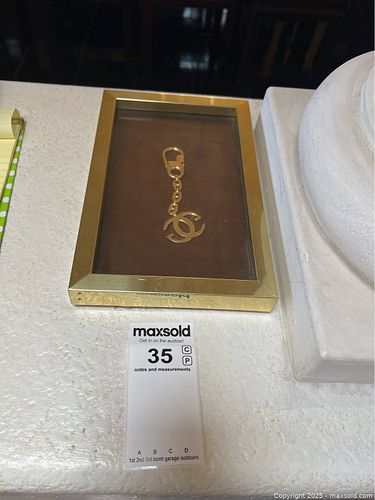 maxsold
Get in on the auction!
35 C
P
notes and measurements
A B C D
1st 2nd 3rd bsmt garage outdoors
Copyright 2025 - maxsold.com